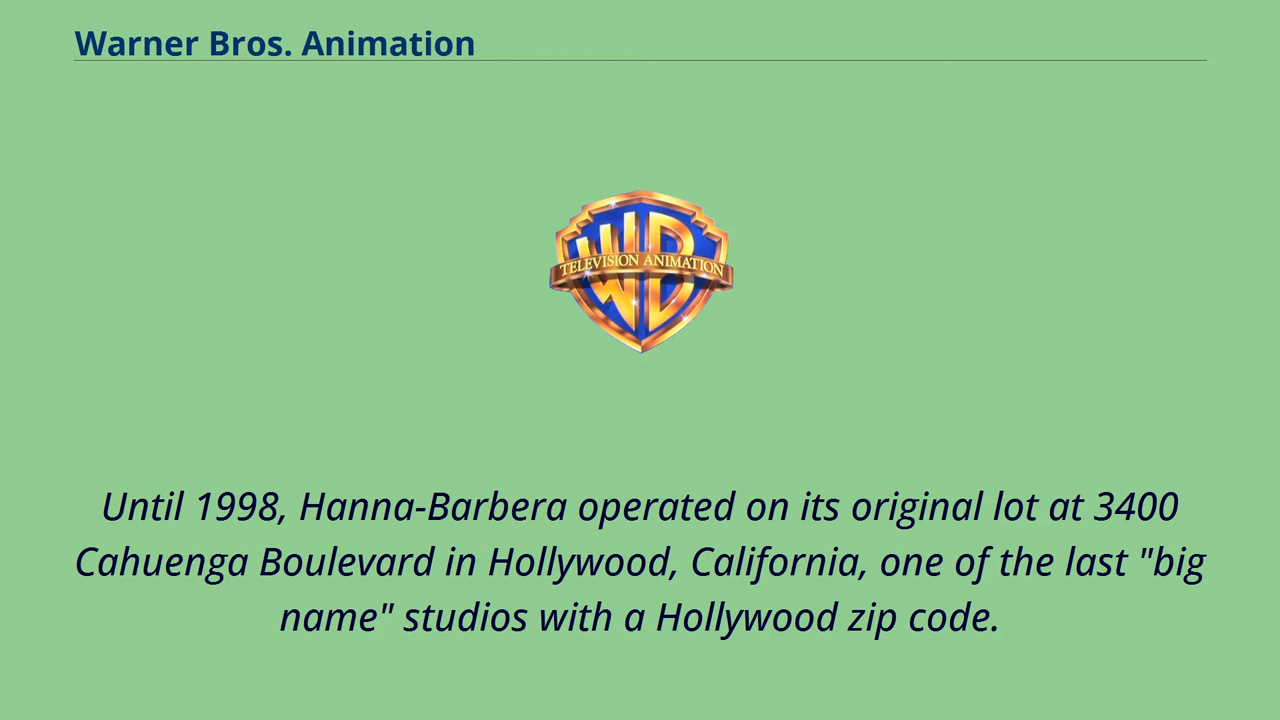 Warner Bros. Animation
WB
TELEVISION ANIMATION
Until 1998, Hanna-Barbera operated on its original lot at 3400
Cahuenga Boulevard in Hollywood, California, one of the last "big
name" studios with a Hollywood zip code.